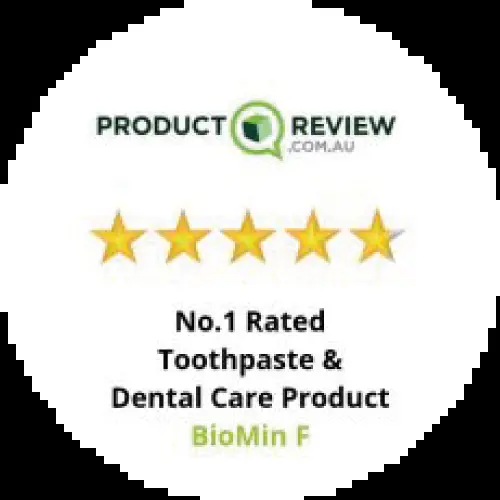 PRODUCT REVIEW
.COM.AU
No.1 Rated
Toothpaste &
Dental Care Product
BioMin F